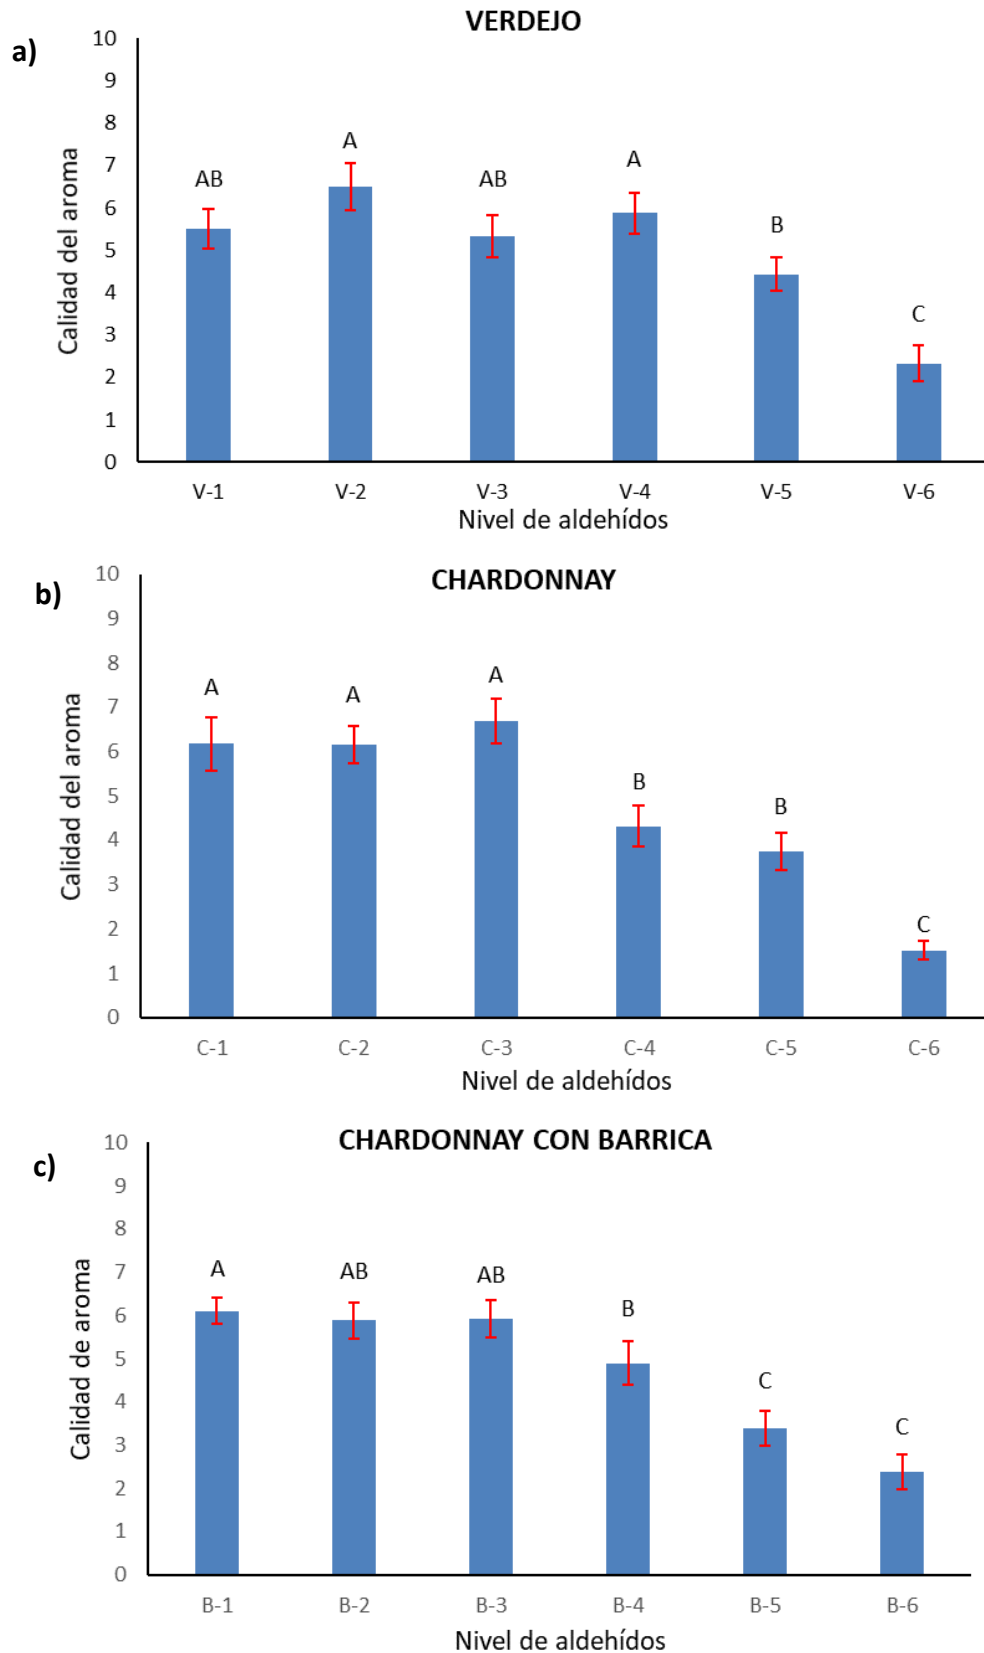 VERDEJO
a)
Calidad del aroma
10
9
8
7
6
5
4
3
2
1
0
AB
A
AB
A
B
C
V-1 V-2 V-3 V-4 V-5 V-6
Nivel de aldehídos
CHARDONNAY
b)
Calidad del aroma
10
9
8
7
6
5
4
3
2
1
0
A
A
A
B
B
C
C-1 C-2 C-3 C-4 C-5 C-6
Nivel de aldehídos
CHARDONNAY CON BARRICA
c)
Calidad de aroma
10
9
8
7
6
5
4
3
2
1
0
A
AB
AB
B
C
C
B-1 B-2 B-3 B-4 B-5 B-6
Nivel de aldehídos